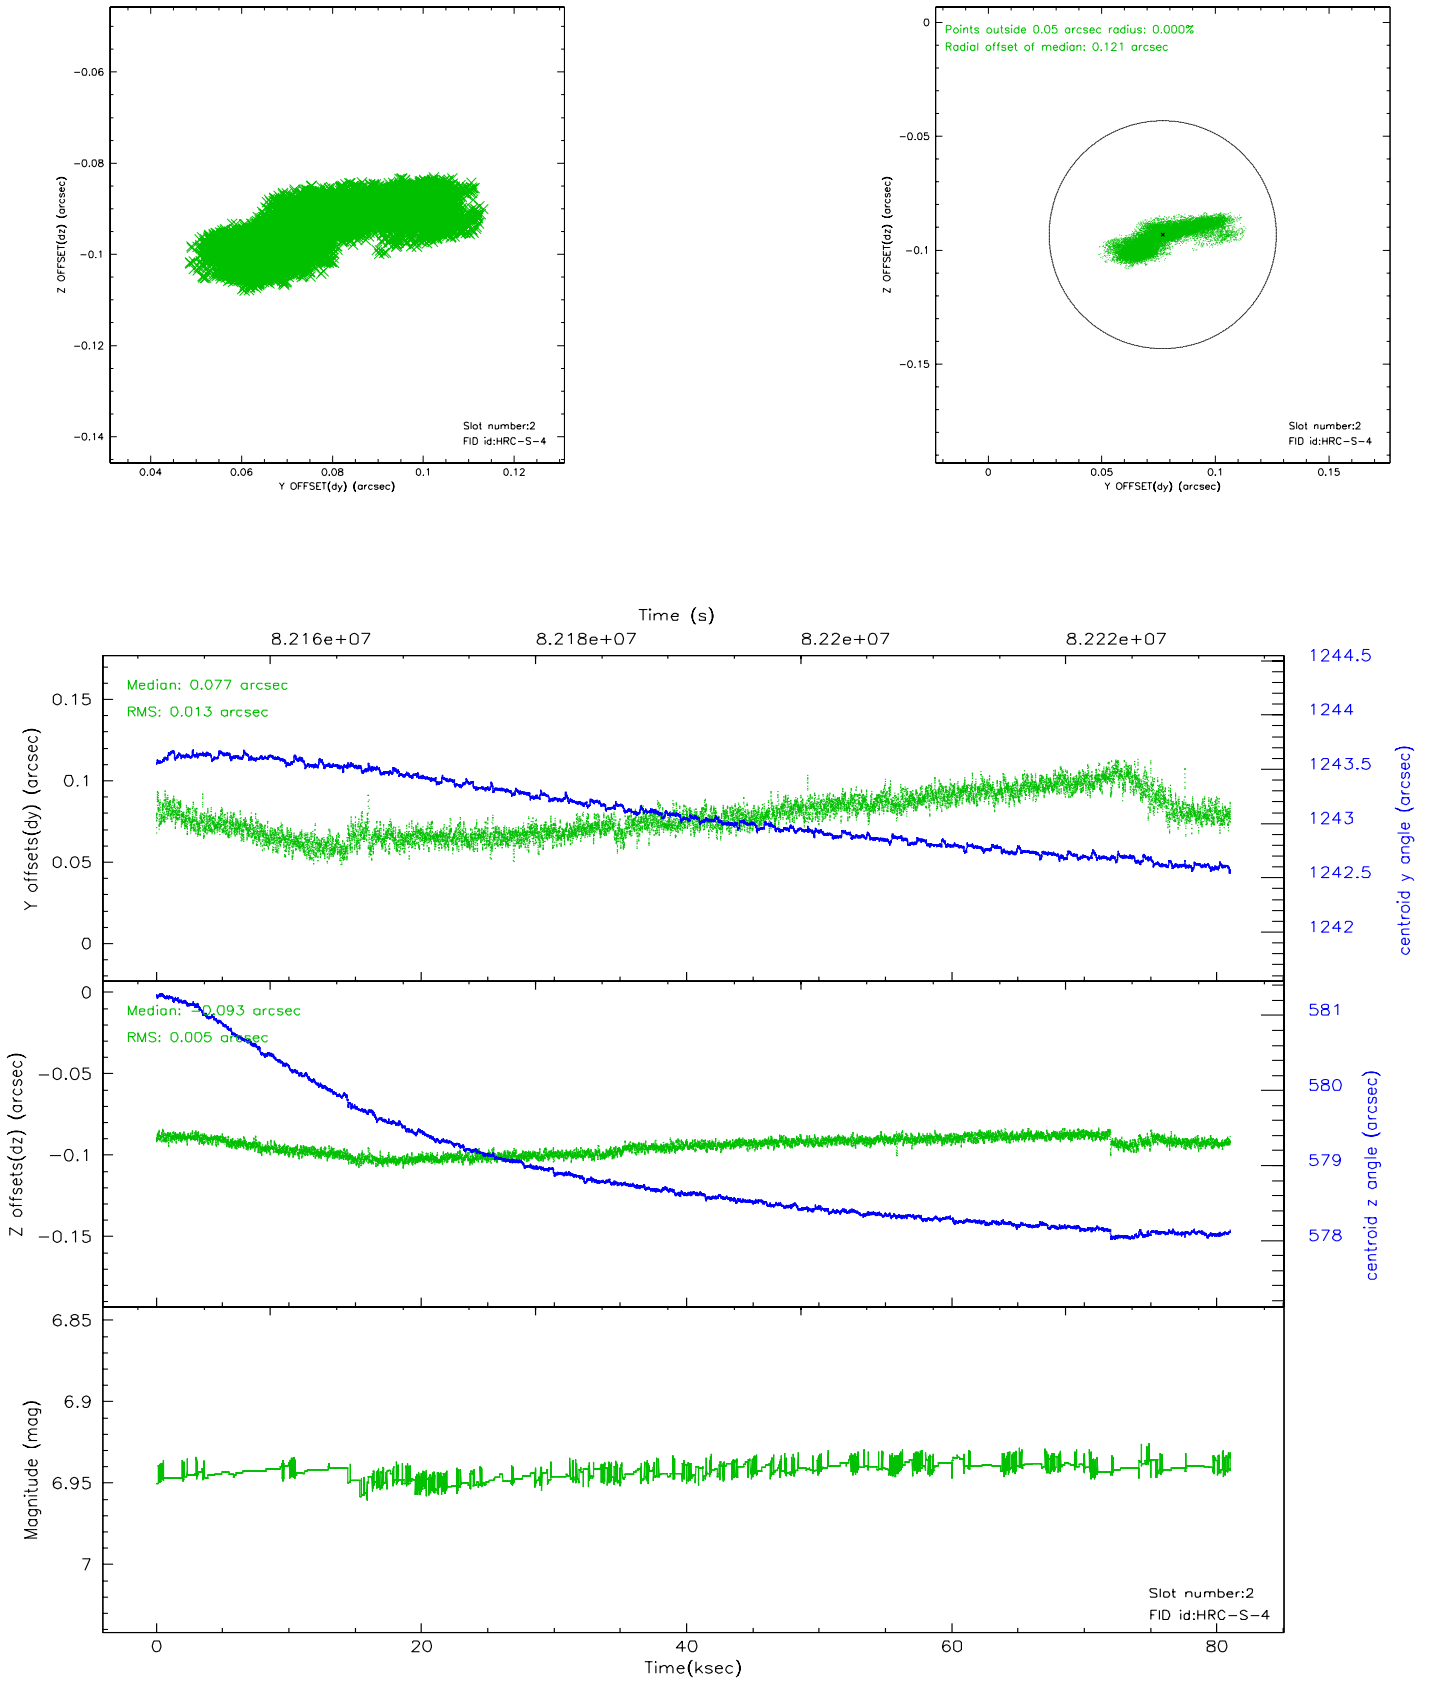 −0.06
−0.08
−0.1
−0.12
−0.14
Z OFFSET(dz) (arcsec)
0.04 0.06 0.08 0.1 0.12
Y OFFSET(dy) (arcsec)
Slot number:2
FID id:HRC−S−4
Points outside 0.05 arcsec radius: 0.000%
Radial offset of median: 0.121 arcsec
0
−0.05
−0.1
−0.15
Z OFFSET(dz) (arcsec)
0 0.05 0.1 0.15
Y OFFSET(dy) (arcsec)
Slot number:2
FID id:HRC−S−4
Time (s)
8.216e+07 8.218e+07 8.22e+07 8.222e+07
Median: 0.077 arcsec
RMS: 0.013 arcsec
0.15
0.1
0.05
0
Y offsets(dy) (arcsec)
1244.5
1244
1243.5
1243
1242.5
1242
centroid y angle (arcsec)
Median: −0.093 arcsec
RMS: 0.005 arcsec
0
−0.05
−0.1
−0.15
Z offsets(dz) (arcsec)
581
580
579
578
centroid z angle (arcsec)
6.85
6.9
6.95
7
Magnitude (mag)
Slot number:2
FID id:HRC−S−4
0 20 40 60 80
Time(ksec)